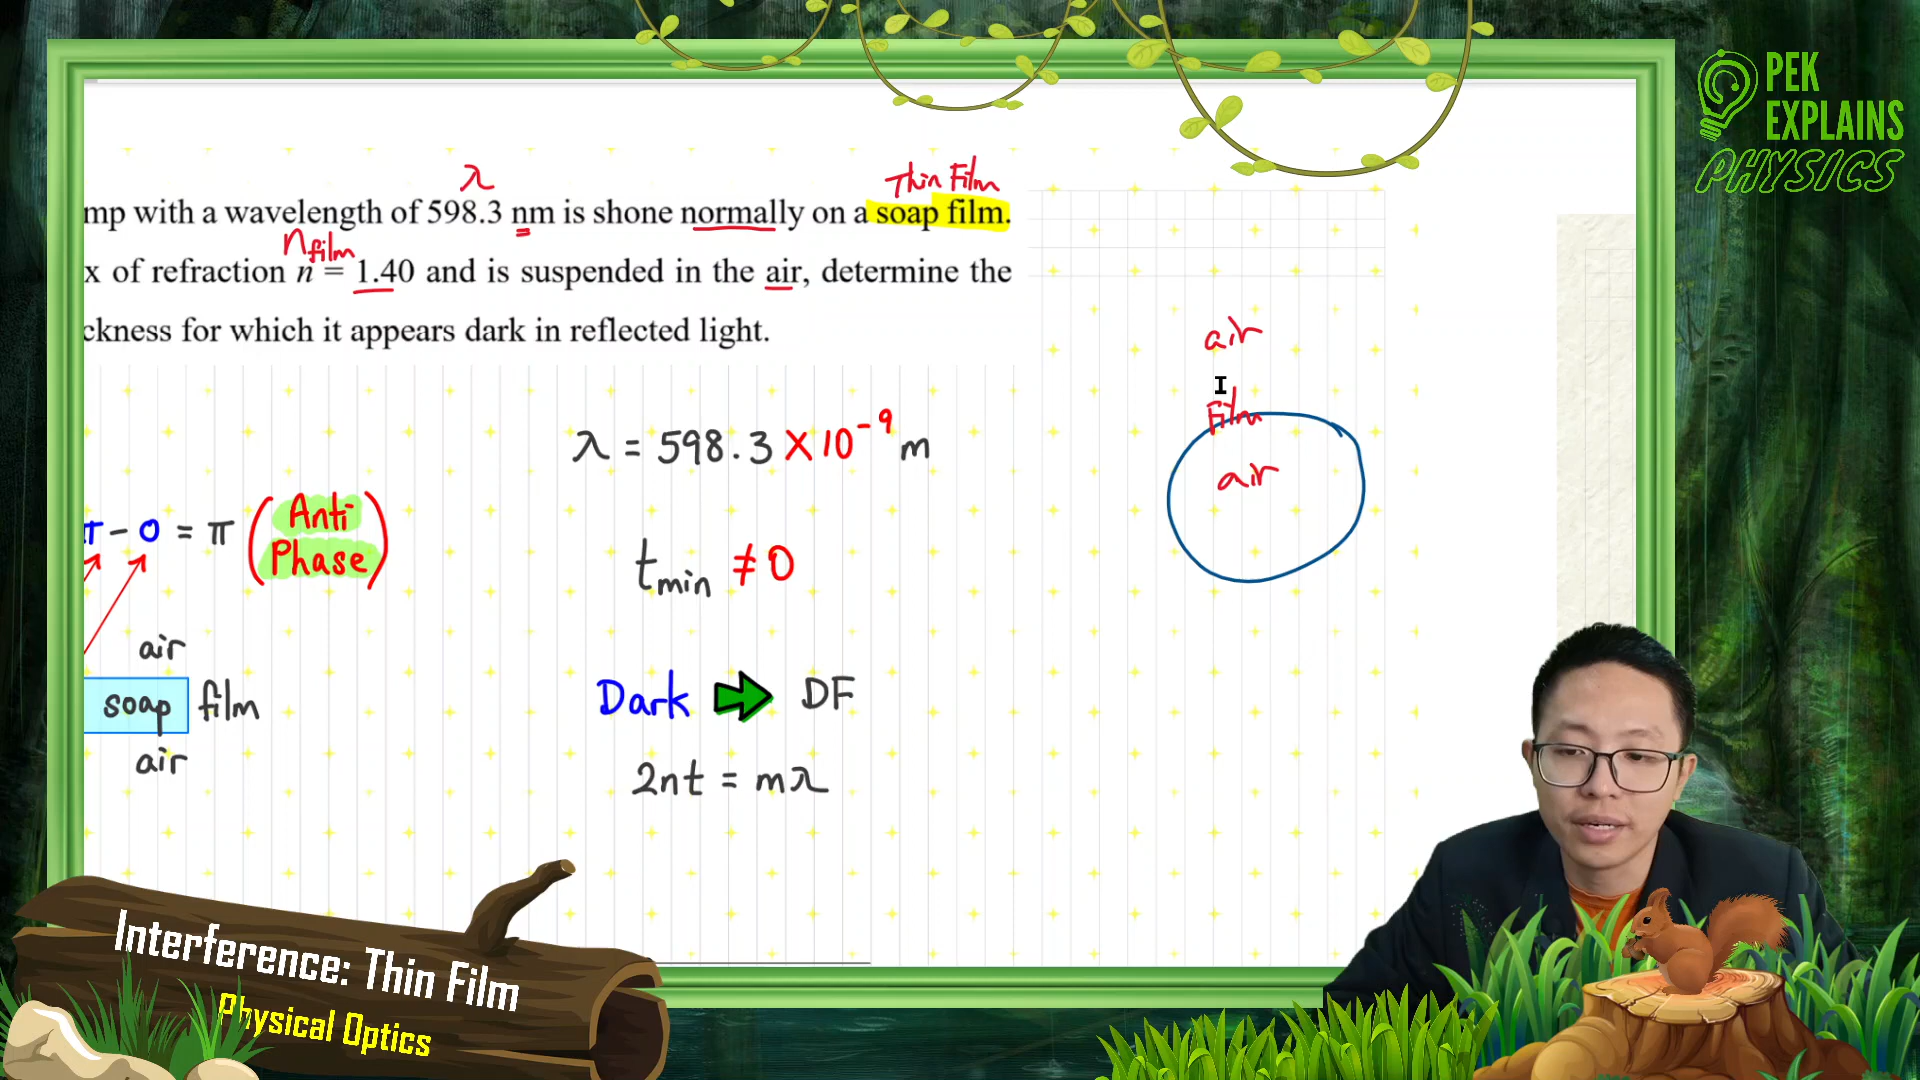 PEK
EXPLAINS
PHYSICS
λ
Thin Film
mp with a wavelength of 598.3 nm is shone normally on a soap film.
n film
x of refraction n = 1.40 and is suspended in the air, determine the
ckness for which it appears dark in reflected light.
air
Film
air
λ = 598.3 × 10⁻⁹ m
π - 0 = π (Anti Phase)
t min ≠ 0
air
soap film
air
Dark ➡ DF
2nt = mλ
Interference: Thin Film
Physical Optics